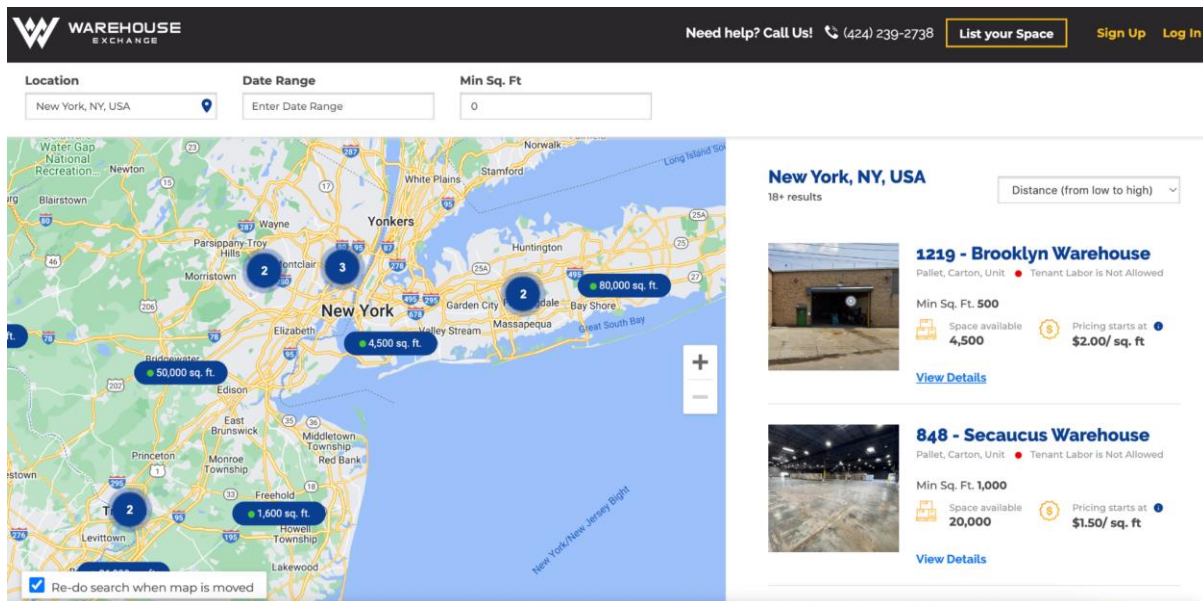 WAREHOUSE
EXCHANGE
Need help? Call Us! (424) 239-2738
List your Space
Sign Up
Log In
Location
Date Range
Min Sq. Ft
New York, NY, USA
Enter Date Range
0
Water Gap
National
Recreation...
Newton
Blairstown
Norwalk
Stamford
White Plains
Long Island
Yonkers
Wayne
Parsippany-Troy
Hills
Morristown
Huntington
2
3
2
80,000 sq. ft.
New York
Garden City
Bay Shore
Massapequa
Great South Bay
Valley Stream
Elizabeth
4,500 sq. ft.
50,000 sq. ft.
Edison
East
Brunswick
Middletown
Township
Red Bank
Princeton
Monroe
Township
2
Freehold
1,600 sq. ft.
Howell
Township
Levittown
Lakewood
New York/New Jersey Bight
Re-do search when map is moved
New York, NY, USA
18+ results
Distance (from low to high)
1219 - Brooklyn Warehouse
Pallet, Carton, Unit Tenant Labor is Not Allowed
Min Sq. Ft. 500
Space available
4,500
Pricing starts at
$2.00/ sq. ft
View Details
848 - Secaucus Warehouse
Pallet, Carton, Unit Tenant Labor is Not Allowed
Min Sq. Ft. 1,000
Space available
20,000
Pricing starts at
$1.50/ sq. ft
View Details